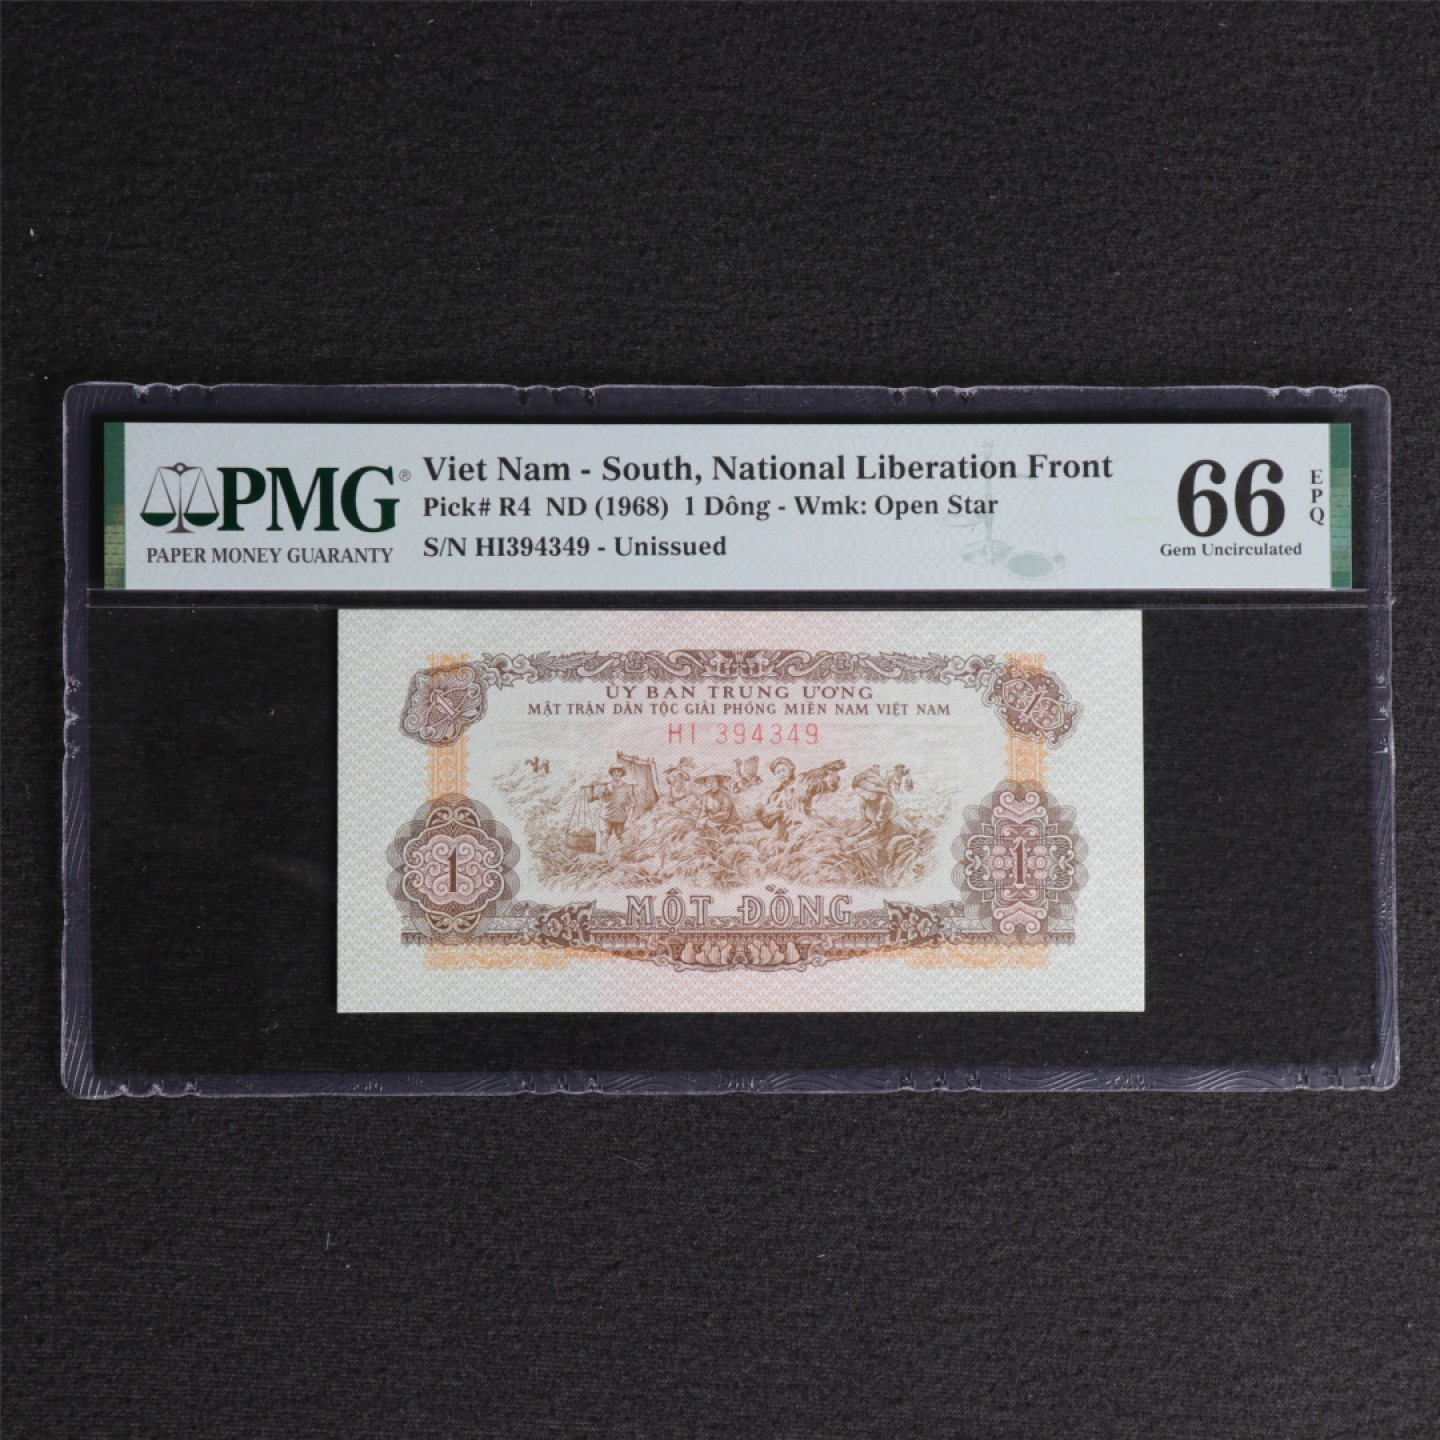 PMG®
PAPER MONEY GUARANTY
Viet Nam - South, National Liberation Front
Pick# R4 ND (1968) 1 Dông - Wmk: Open Star
S/N HI394349 - Unissued
66
EPQ
Gem Uncirculated
ỦY BAN TRUNG ƯƠNG
MẶT TRẬN DÂN TỘC GIẢI PHÓNG MIỀN NAM VIỆT NAM
HI 394349
1
1
1
1
MỘT ĐỒNG